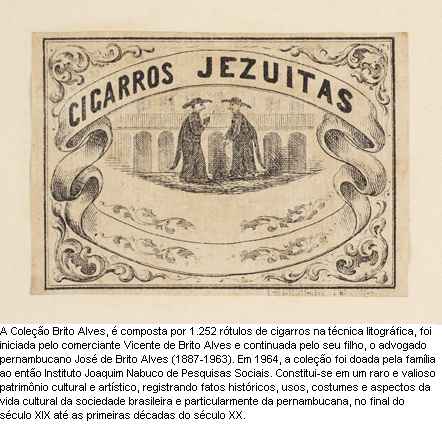 CIGARROS JEZUITAS
A Coleção Brito Alves, é composta por 1.252 rótulos de cigarros na técnica litográfica, foi
iniciada pelo comerciante Vicente de Brito Alves e continuada pelo seu filho, o advogado
pernambucano José de Brito Alves (1887-1963). Em 1964, a coleção foi doada pela família
ao então Instituto Joaquim Nabuco de Pesquisas Sociais. Constitui-se em um raro e valioso
patrimônio cultural e artístico, registrando fatos históricos, usos, costumes e aspectos da
vida cultural da sociedade brasileira e particularmente da pernambucana, no final do
século XIX até as primeiras décadas do século XX.